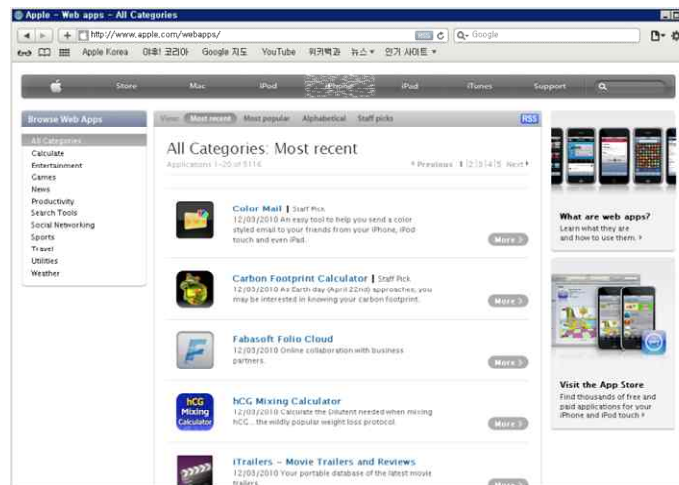 Apple - Web apps - All Categories
http://www.apple.com/webapps/
RSS
Google
Apple Korea 야후! 코리아 Google 지도 YouTube 위키백과 뉴스 인기 사이트
Store Mac iPod iPhone iPad iTunes Support
Browse Web Apps
All Categories
Calculate
Entertainment
Games
News
Productivity
Search Tools
Social Networking
Sports
Travel
Utilities
Weather
View: Most recent Most popular Alphabetical Staff picks RSS
All Categories: Most recent
Applications 1-20 of 5116
Previous 1 |2|3|4|5 Next
Color Mail | Staff Pick
12/03/2010 An easy tool to help you send a color
styled email to your friends from your iPhone, iPod
touch and even iPad.
More
Carbon Footprint Calculator | Staff Pick
12/03/2010 As Earth day (April 22nd) approaches, you
may be interested in knowing your carbon footprint.
More
Fabasoft Folio Cloud
12/03/2010 Online collaboration with business
partners.
More
hCG
Mixing
Calculator
hCG Mixing Calculator
12/03/2010 Calculate the Dilutent needed when mixing
hCG... the wildly popular weight loss protocol
More
iTrailers - Movie Trailers and Reviews
12/03/2010 Your portable database of the latest movie
trailers
More
What are web apps?
Learn what they are
and how to use them.
Visit the App Store
Find thousands of free and
paid applications for your
iPhone and iPod touch